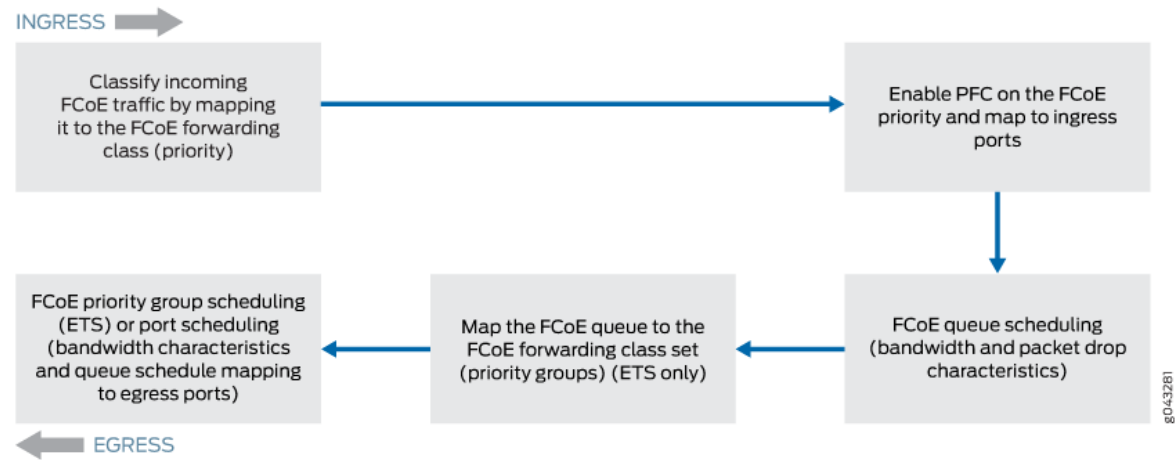 INGRESS
Classify incoming
FCoE traffic by mapping
it to the FCoE forwarding
class (priority)
Enable PFC on the FCoE
priority and map to ingress
ports
FCoE queue scheduling
(bandwidth and packet drop
characteristics)
Map the FCoE queue to the
FCoE forwarding class set
(priority groups) (ETS only)
FCoE priority group scheduling
(ETS) or port scheduling
(bandwidth characteristics
and queue schedule mapping
to egress ports)
EGRESS
g043281